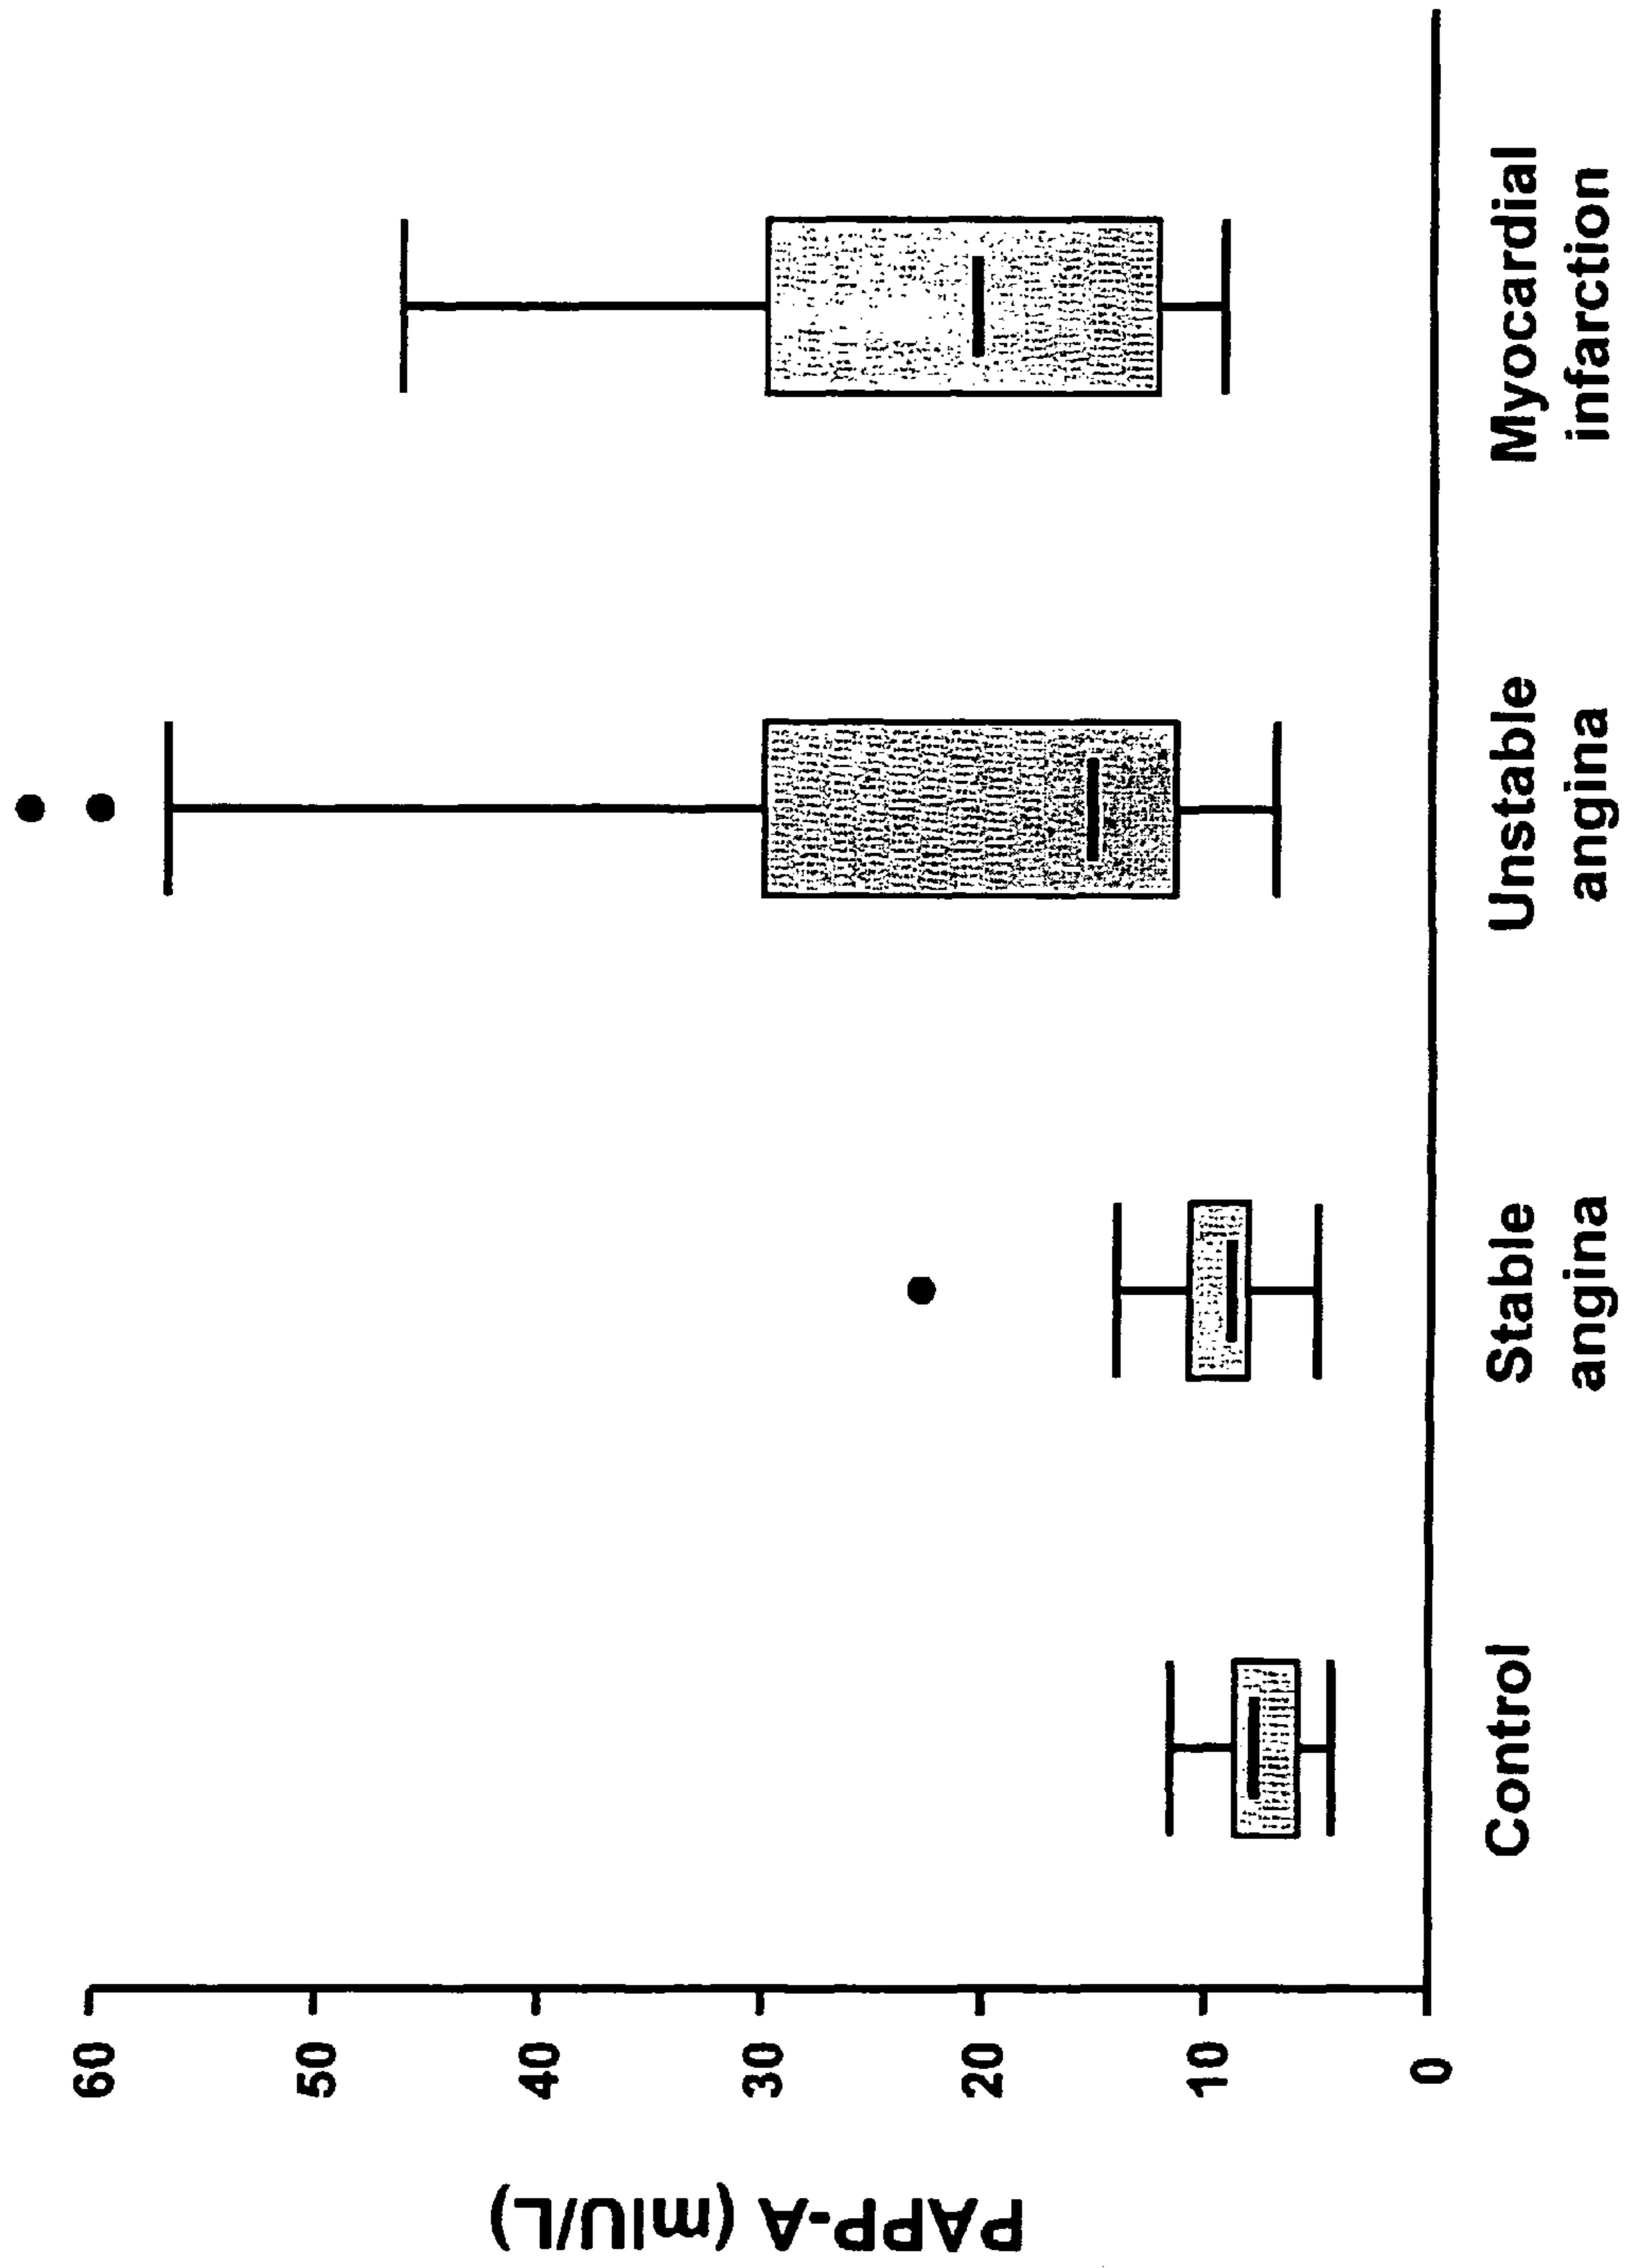 PAPP-A (mIU/L)
60
50
40
30
20
10
0
Control
Stable
angina
Unstable
angina
Myocardial
infarction